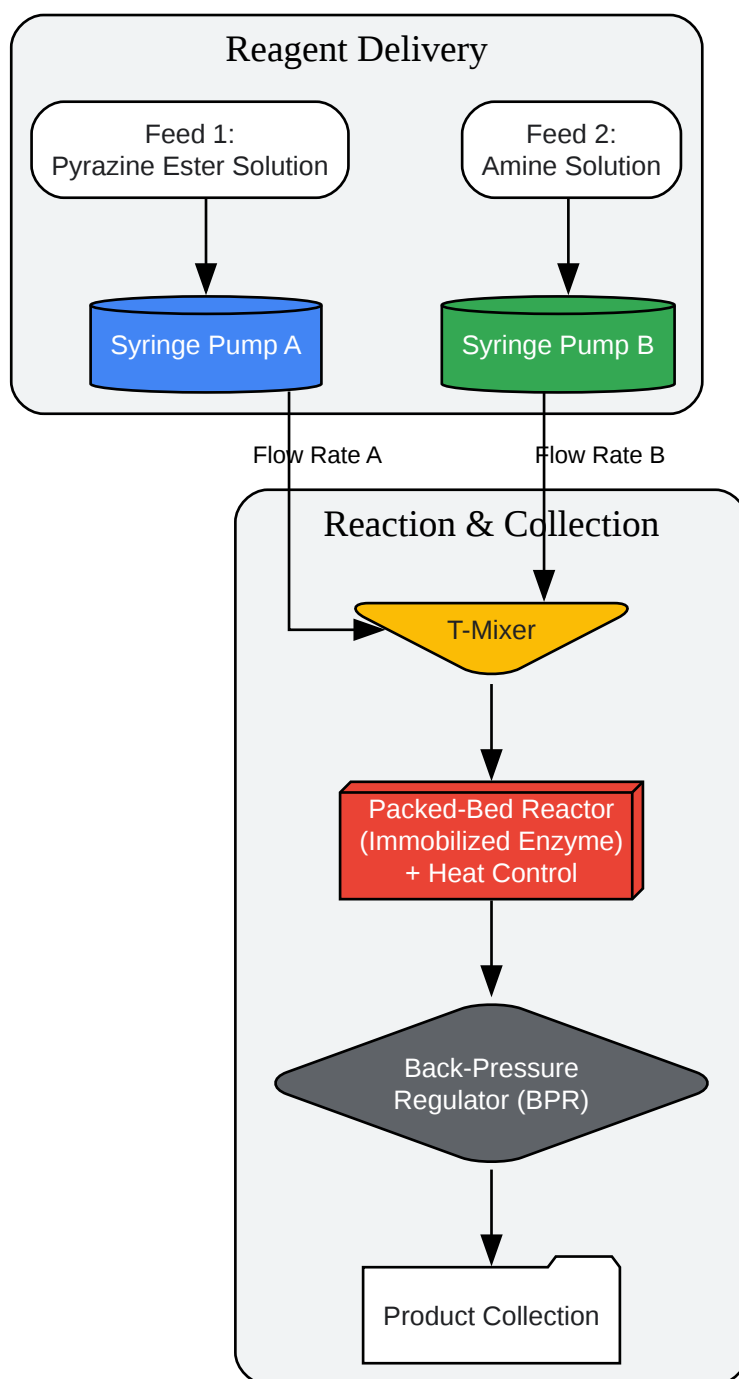 Reagent Delivery
Feed 1:
Pyrazine Ester Solution
Feed 2:
Amine Solution
Syringe Pump A
Syringe Pump B
Flow Rate A
Flow Rate B
Reaction & Collection
T-Mixer
Packed-Bed Reactor
(Immobilized Enzyme)
+ Heat Control
Back-Pressure
Regulator (BPR)
Product Collection